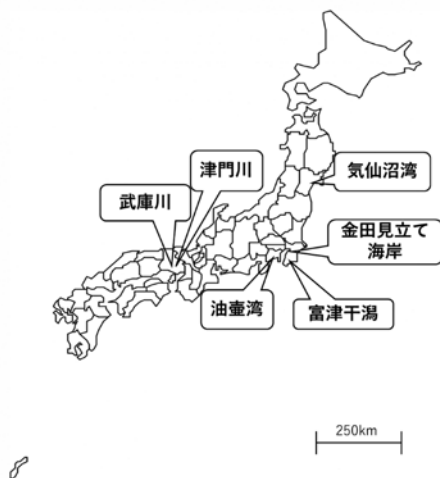 津門川
気仙沼湾
武庫川
金田見立て
海岸
油壷湾
富津干潟
250km